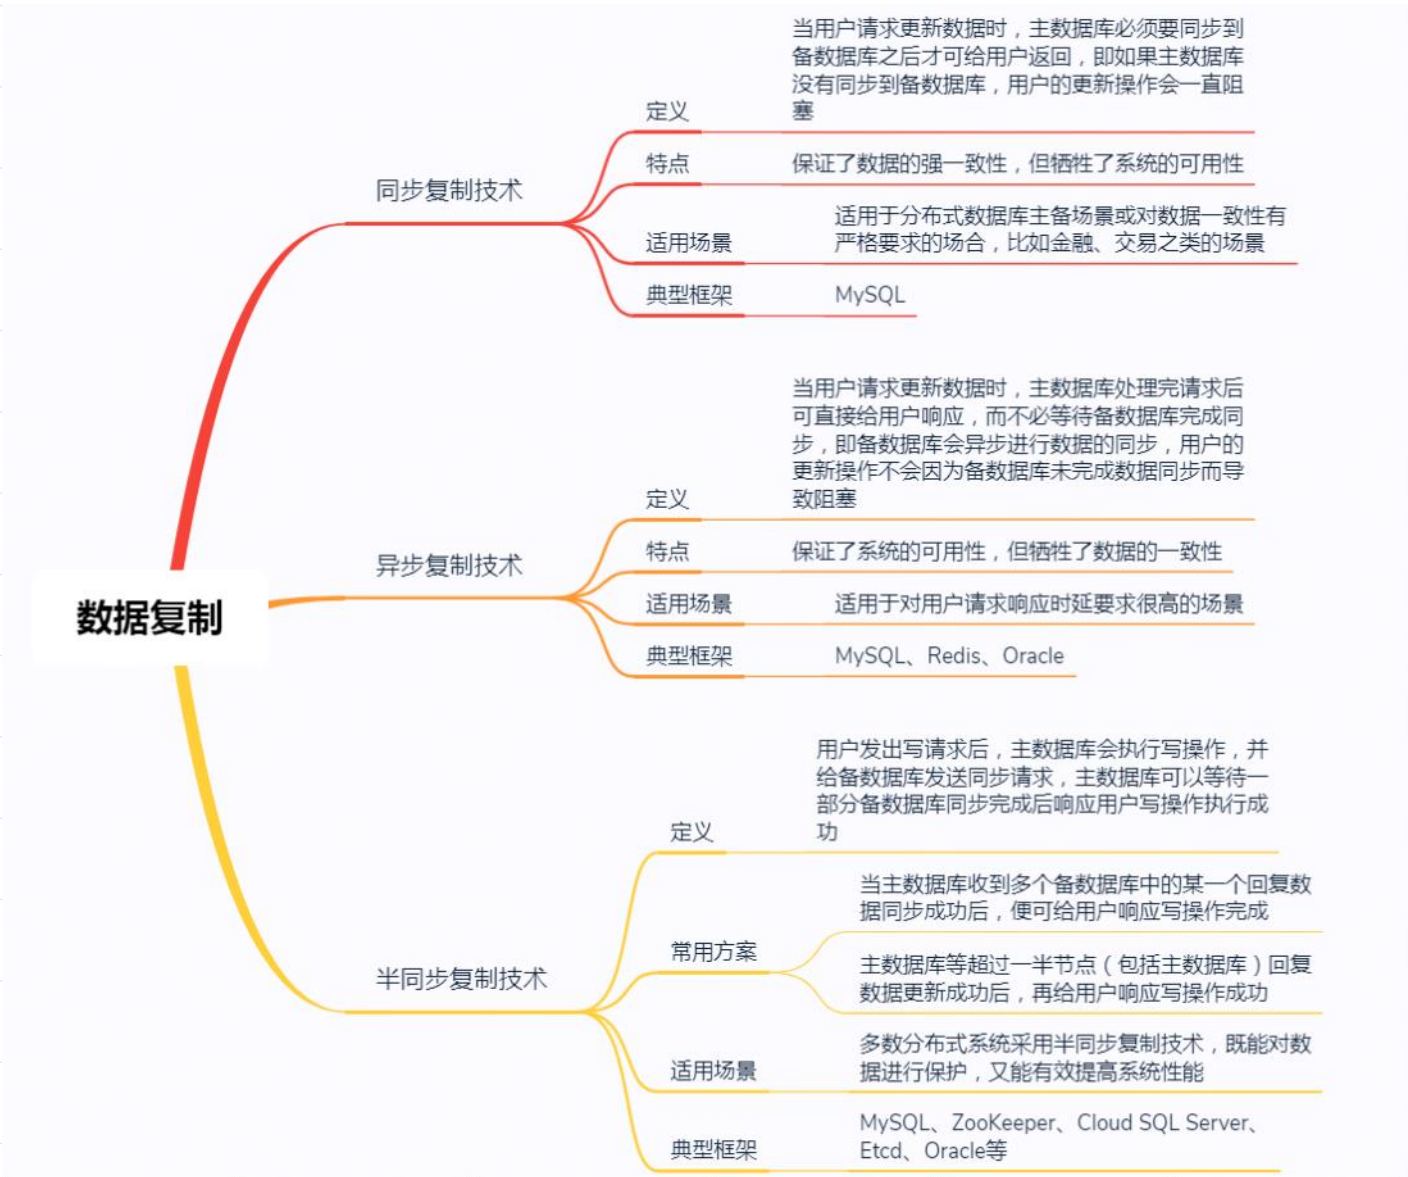 数据复制
同步复制技术
定义
当用户请求更新数据时，主数据库必须要同步到
备数据库之后才可给用户返回，即如果主数据库
没有同步到备数据库，用户的更新操作会一直阻
塞
特点
保证了数据的强一致性，但牺牲了系统的可用性
适用场景
适用于分布式数据库主备场景或对数据一致性有
严格要求的场合，比如金融、交易之类的场景
典型框架
MySQL
异步复制技术
定义
当用户请求更新数据时，主数据库处理完请求后
可直接给用户响应，而不必等待备数据库完成同
步，即备数据库会异步进行数据的同步，用户的
更新操作不会因为备数据库未完成数据同步而导
致阻塞
特点
保证了系统的可用性，但牺牲了数据的一致性
适用场景
适用于对用户请求响应时延要求很高的场景
典型框架
MySQL、Redis、Oracle
半同步复制技术
定义
用户发出写请求后，主数据库会执行写操作，并
给备数据库发送同步请求，主数据库可以等待一
部分备数据库同步完成后响应用户写操作执行成
功
常用方案
当主数据库收到多个备数据库中的某一个回复数
据同步成功后，便可给用户响应写操作完成
主数据库等超过一半节点（包括主数据库）回复
数据更新成功后，再给用户响应写操作成功
适用场景
多数分布式系统采用半同步复制技术，既能对数
据进行保护，又能有效提高系统性能
典型框架
MySQL、ZooKeeper、Cloud SQL Server、
Etcd、Oracle等